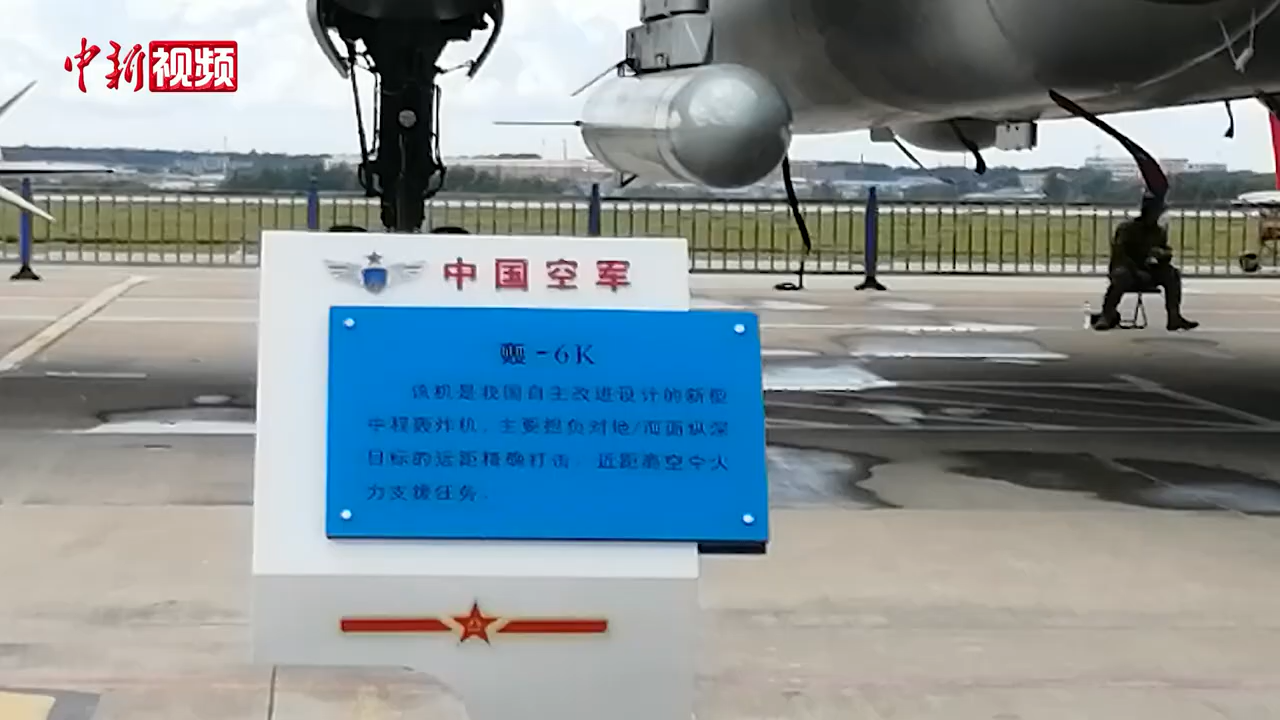 中新视频
中国空军
轰-6K
该机是我国自主改进设计的新型
中程轰炸机，主要担负对地/海面纵深
目标的远距精确打击、近距离空中火
力支援任务。